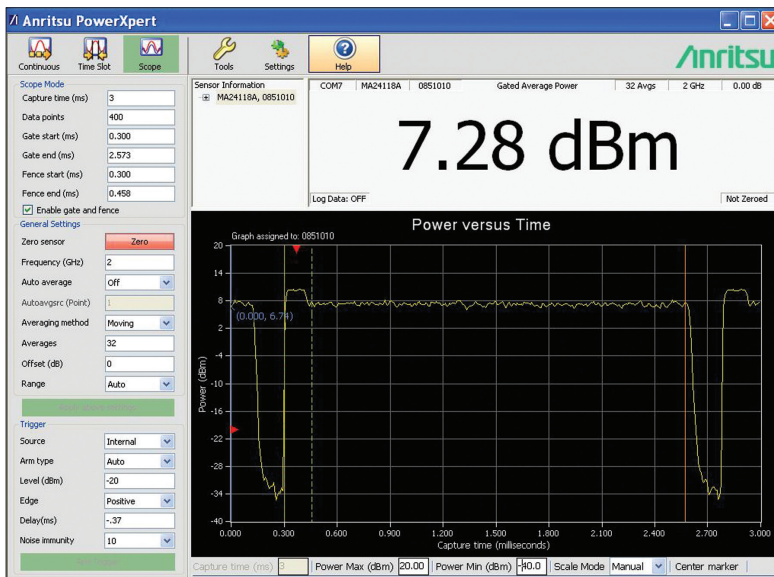 Anritsu PowerXpert
Continuous Time Slot Scope Tools Settings Help
/Inritsu
Scope Mode
Capture time (ms) 3
Data points 400
Gate start (ms) 0.300
Gate end (ms) 2.573
Fence start (ms) 0.300
Fence end (ms) 0.458
Enable gate and fence
General Settings
Zero sensor Zero
Frequency (GHz) 2
Auto average Off
Autoavgsrc (Point) 1
Averaging method Moving
Averages 32
Offset (dB) 0
Range Auto
Trigger
Source Internal
Arm type Auto
Level (dBm) -20
Edge Positive
Delay(ms) -.37
Noise immunity 10
Sensor Information
MA24118A, 0851010
COM7 MA24118A 0851010 Gated Average Power 32 Avgs 2 GHz 0.00 dB
7.28 dBm
Log Data: OFF Not Zeroed
Power versus Time
Graph assigned to: 0851010
20
14
8
(0.000, 6.74)
2
-4
-10
-16
-22
-28
-34
-40
Power (dBm)
0.000 0.300 0.600 0.900 1.200 1.500 1.800 2.100 2.400 2.700 3.000
Capture time (milliseconds)
Capture time (ms) 3 Power Max (dBm) 20.00 Power Min (dBm) -40.0 Scale Mode Manual Center marker